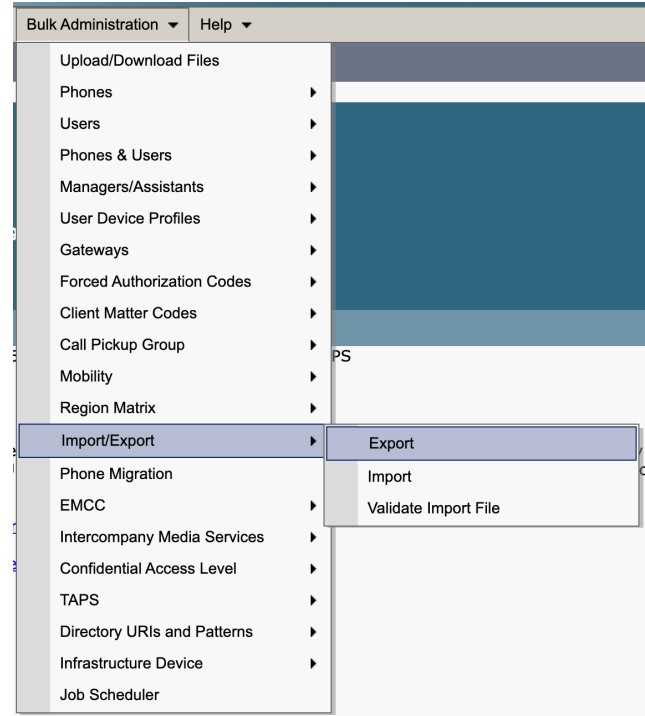 Bulk Administration
Help
Upload/Download Files
Phones
Users
Phones & Users
Managers/Assistants
User Device Profiles
Gateways
Forced Authorization Codes
Client Matter Codes
Call Pickup Group
PS
Mobility
Region Matrix
Import/Export
Export
Import
Validate Import File
Phone Migration
EMCC
Intercompany Media Services
Confidential Access Level
TAPS
Directory URIs and Patterns
Infrastructure Device
Job Scheduler